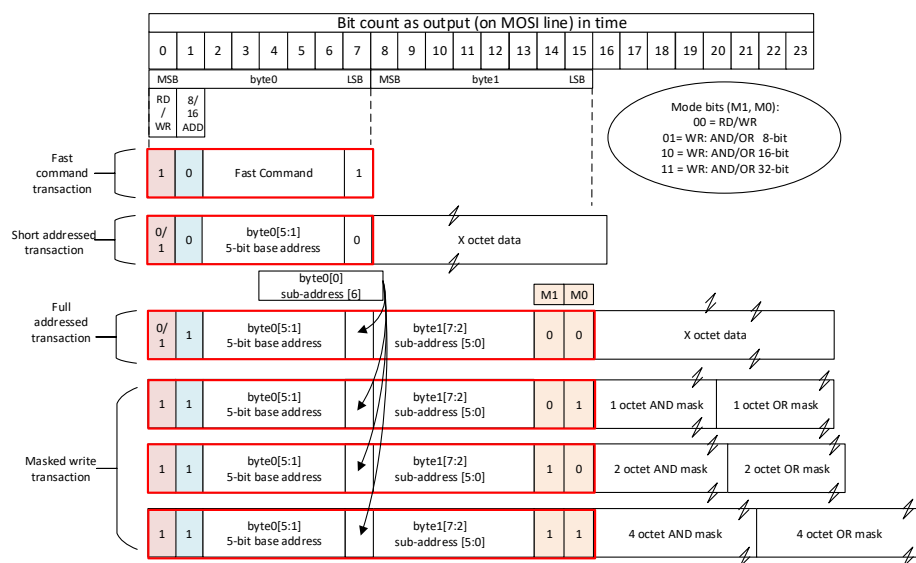 Bit count as output (on MOSI line) in time
0 1 2 3 4 5 6 7 8 9 10 11 12 13 14 15 16 17 18 19 20 21 22 23
MSB byte0 LSB MSB byte1 LSB
RD
/
WR
8/
16
ADD
Mode bits (M1, M0):
00 = RD/WR
01= WR: AND/OR 8-bit
10 = WR: AND/OR 16-bit
11 = WR: AND/OR 32-bit
Fast
command
transaction
1 0 Fast Command 1
Short addressed
transaction
0/
1
0
byte0[5:1]
5-bit base address
0
X octet data
byte0[0]
sub-address [6]
M1 M0
Full
addressed
transaction
0/
1
1
byte0[5:1]
5-bit base address
byte1[7:2]
sub-address [5:0]
0 0
X octet data
Masked write
transaction
1 1
byte0[5:1]
5-bit base address
byte1[7:2]
sub-address [5:0]
0 1
1 octet AND mask 1 octet OR mask
1 1
byte0[5:1]
5-bit base address
byte1[7:2]
sub-address [5:0]
1 0
2 octet AND mask 2 octet OR mask
1 1
byte0[5:1]
5-bit base address
byte1[7:2]
sub-address [5:0]
1 1
4 octet AND mask 4 octet OR mask